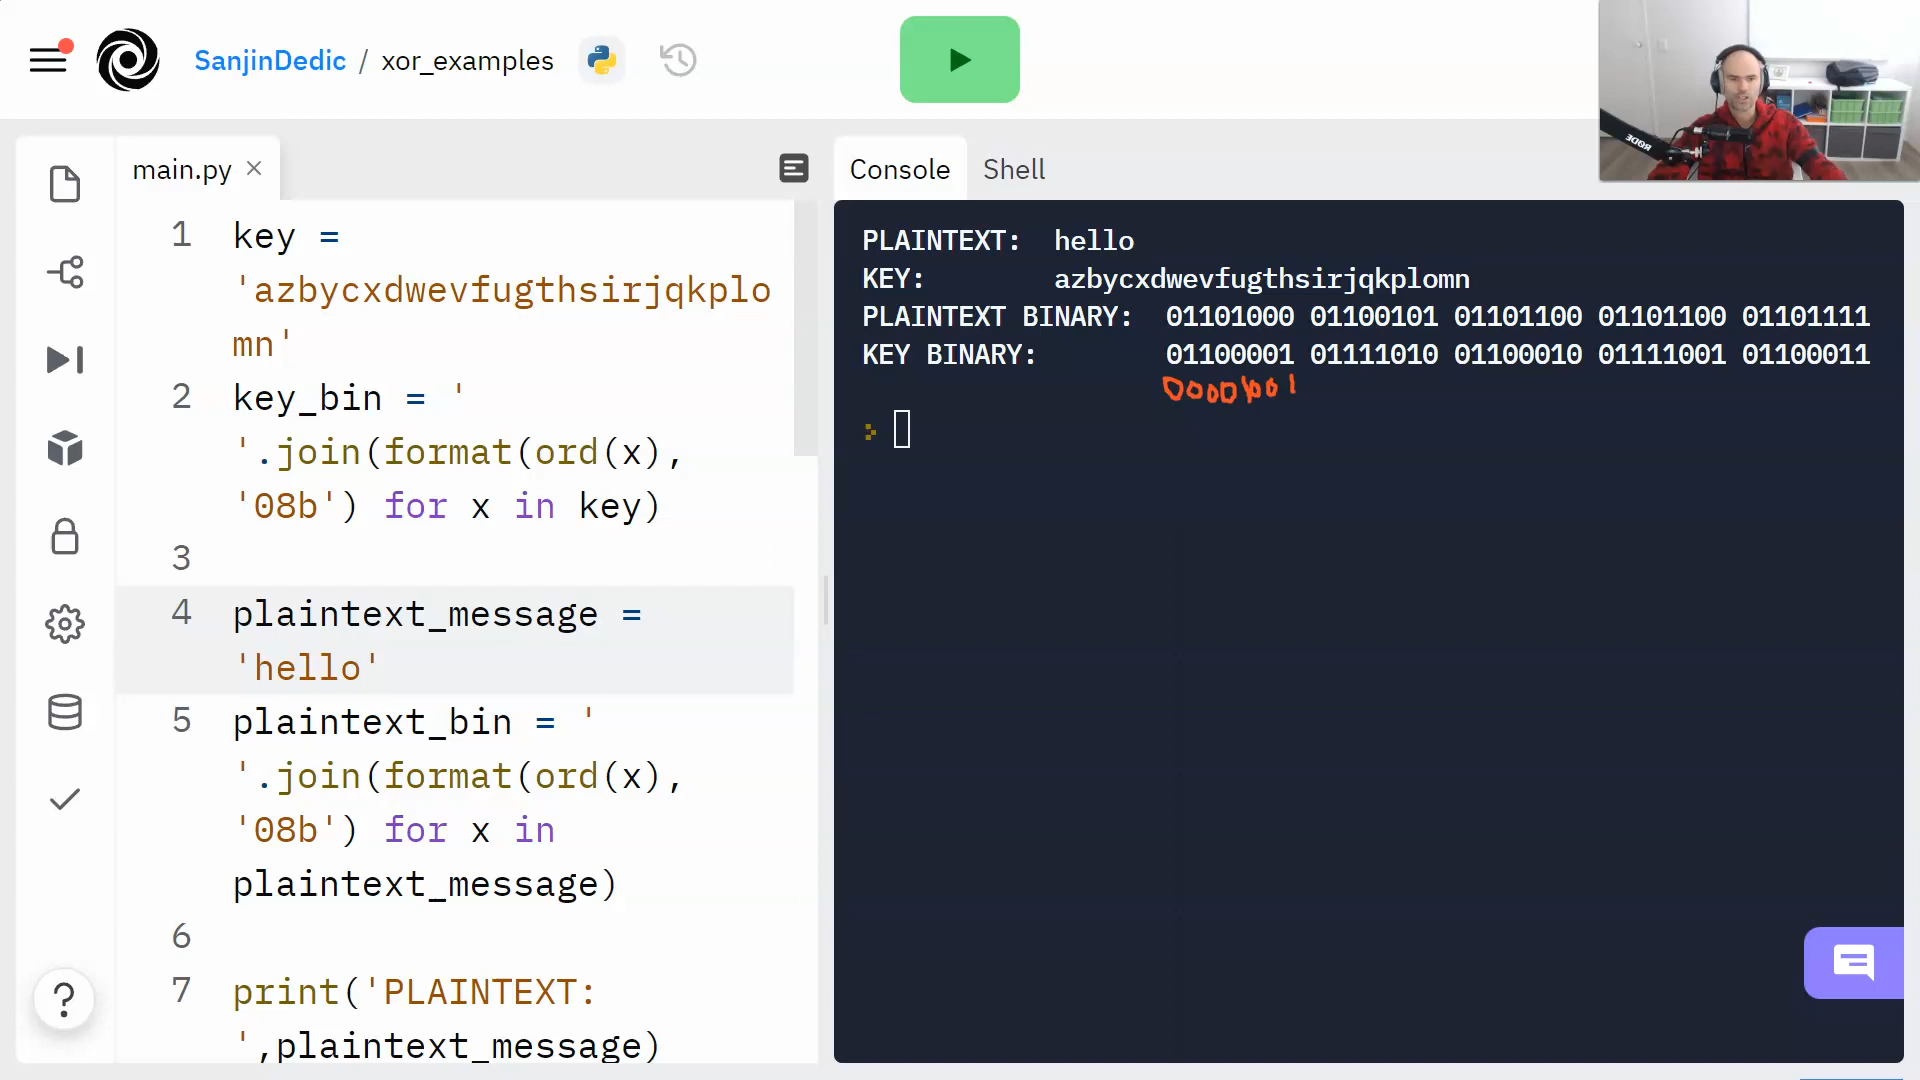 SanjinDedic / xor_examples
main.py
Console Shell
1 key =
'azbycxdwevfugthsirjqkplo
mn'
2 key_bin = '
'.join(format(ord(x),
'08b') for x in key)
3
4 plaintext_message =
'hello'
5 plaintext_bin = '
'.join(format(ord(x),
'08b') for x in
plaintext_message)
6
7 print('PLAINTEXT:
',plaintext_message)
PLAINTEXT: hello
KEY: azbycxdwevfugthsirjqkplomn
PLAINTEXT BINARY: 01101000 01100101 01101100 01101100 01101111
KEY BINARY: 01100001 01111010 01100010 01111001 01100011
RODE
?